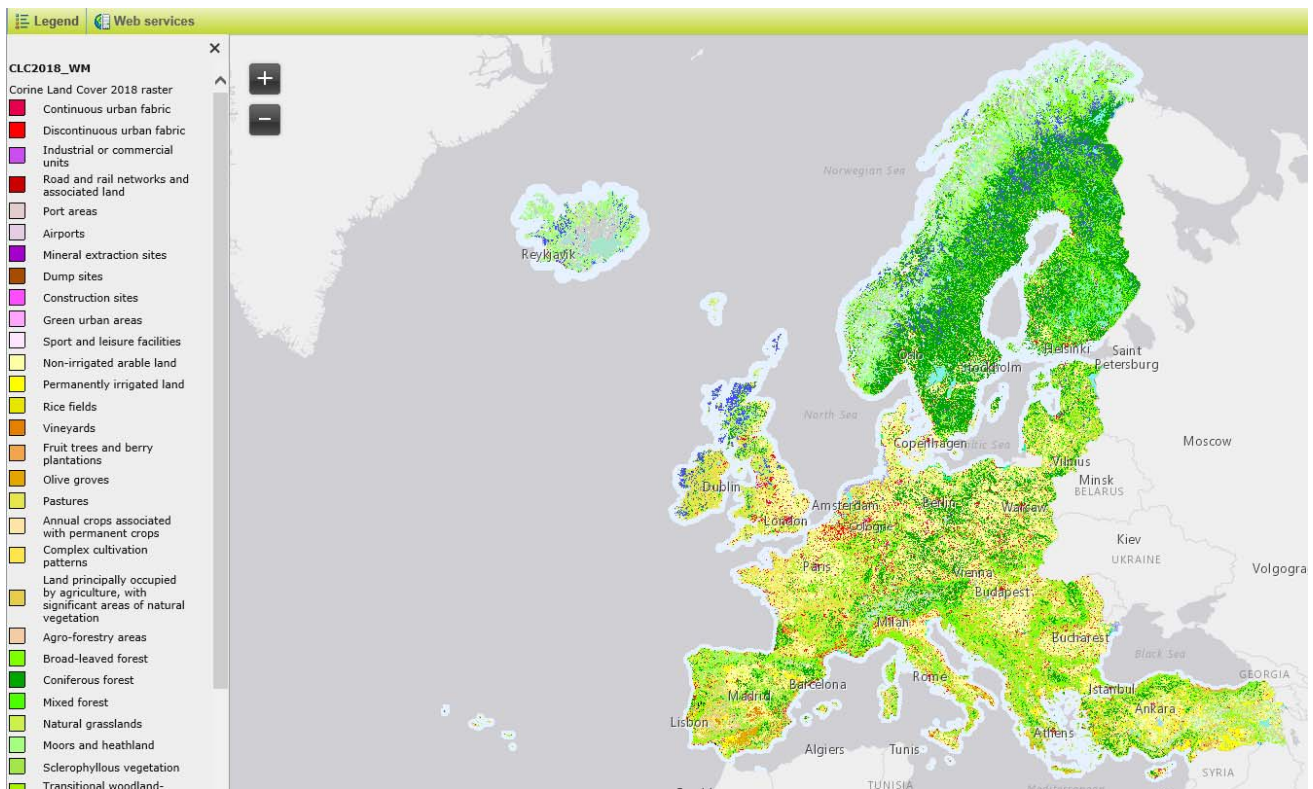 Legend
Web services
CLC2018_WM
Corine Land Cover 2018 raster
Continuous urban fabric
Discontinuous urban fabric
Industrial or commercial
units
Road and rail networks and
associated land
Port areas
Airports
Mineral extraction sites
Dump sites
Construction sites
Green urban areas
Sport and leisure facilities
Non-irrigated arable land
Permanently irrigated land
Rice fields
Vineyards
Fruit trees and berry
plantations
Olive groves
Pastures
Annual crops associated
with permanent crops
Complex cultivation
patterns
Land principally occupied
by agriculture, with
significant areas of natural
vegetation
Agro-forestry areas
Broad-leaved forest
Coniferous forest
Mixed forest
Natural grasslands
Moors and heathland
Sclerophyllous vegetation
Transitional woodland-
Norwegian Sea
Reykjavik
Oslo
Helsinki
Saint
Petersburg
Stockholm
North Sea
Copenhagen
Moscow
Vilnius
Minsk
BELARUS
Dublin
Amsterdam
Berlin
Warsaw
London
Cologne
Kiev
UKRAINE
Volgogra
Paris
Vienna
Budapest
Milan
Bucharest
Black Sea
Rome
Barcelona
Madrid
Istanbul
GEORGIA
Lisbon
Ankara
Athens
Algiers
Tunis
SYRIA
TUNISIA